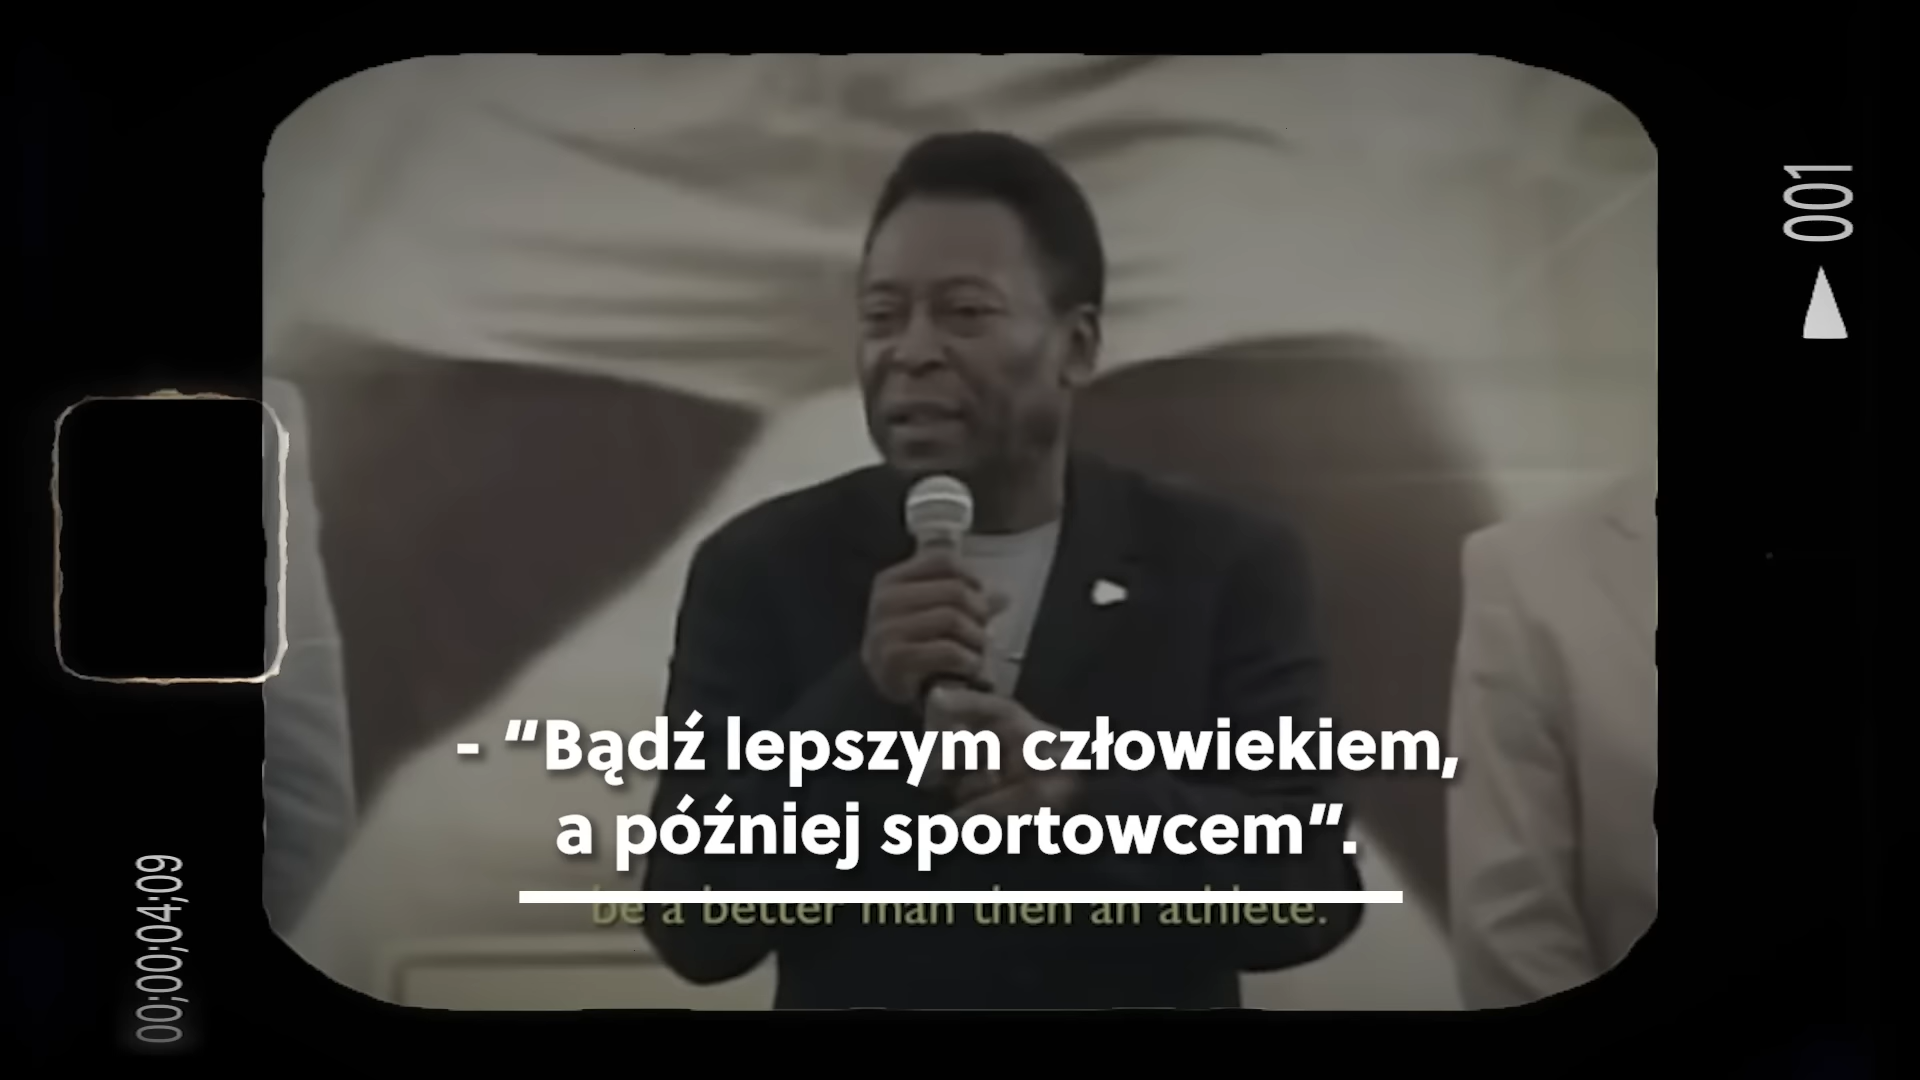 001
- “Bądź lepszym człowiekiem,
a później sportowcem”.
be a better man then an athlete.
00;00;04;09